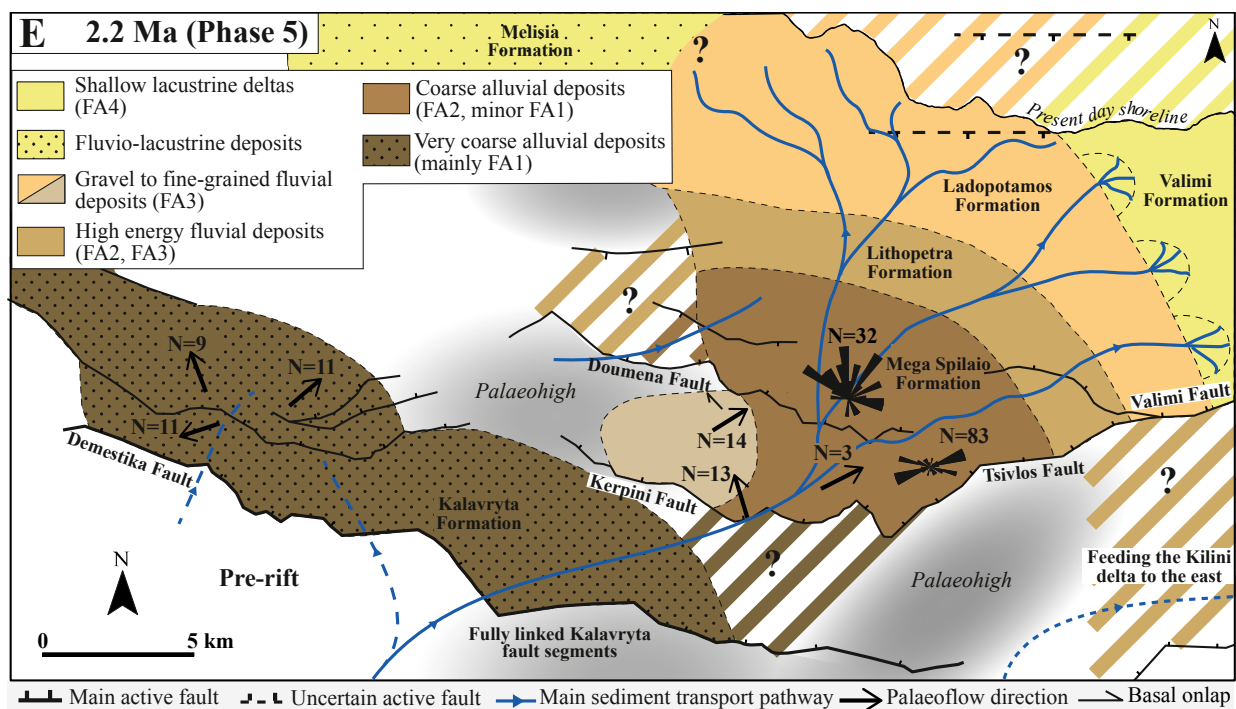 E 2.2 Ma (Phase 5)
Shallow lacustrine deltas
(FA4)
Fluvio-lacustrine deposits
Gravel to fine-grained fluvial
deposits (FA3)
High energy fluvial deposits
(FA2, FA3)
Coarse alluvial deposits
(FA2, minor FA1)
Very coarse alluvial deposits
(mainly FA1)
Melisia
Formation
?
?
N
Present day shoreline
Ladopotamos
Formation
Valimi
Formation
Lithopetra
Formation
?
N=9
N=11
N=11
Palaeohigh
Doumena Fault
N=32
Mega Spilaio
Formation
Valimi Fault
N=14
N=83
N=3
N=13
Demestika Fault
Kerpini Fault
Tsivlos Fault
Kalavryta
Formation
?
?
N
Pre-rift
Palaeohigh
Feeding the Kilini
delta to the east
0 5 km
Fully linked Kalavryta
fault segments
Main active fault Uncertain active fault Main sediment transport pathway Palaeoflow direction Basal onlap